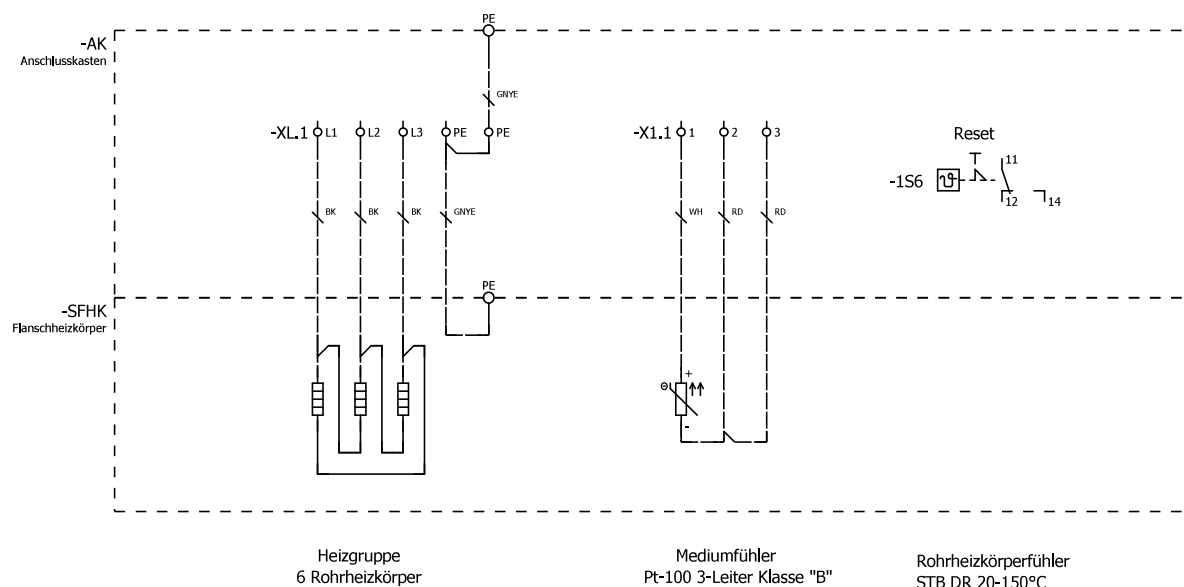 PE
-AK
Anschlusskasten
GNYE
-XL.1 L1 L2 L3 PE PE
-X1.1 1 2 3
Reset
11
-1S6
12 14
BK BK BK GNYE
WH RD RD
PE
-SFHK
Flanschheizkörper
+
Θ
-
Heizgruppe
6 Rohrheizkörper
Mediumfühler
Pt-100 3-Leiter Klasse "B"
Rohrheizkörperfühler
STB DR 20-150°C